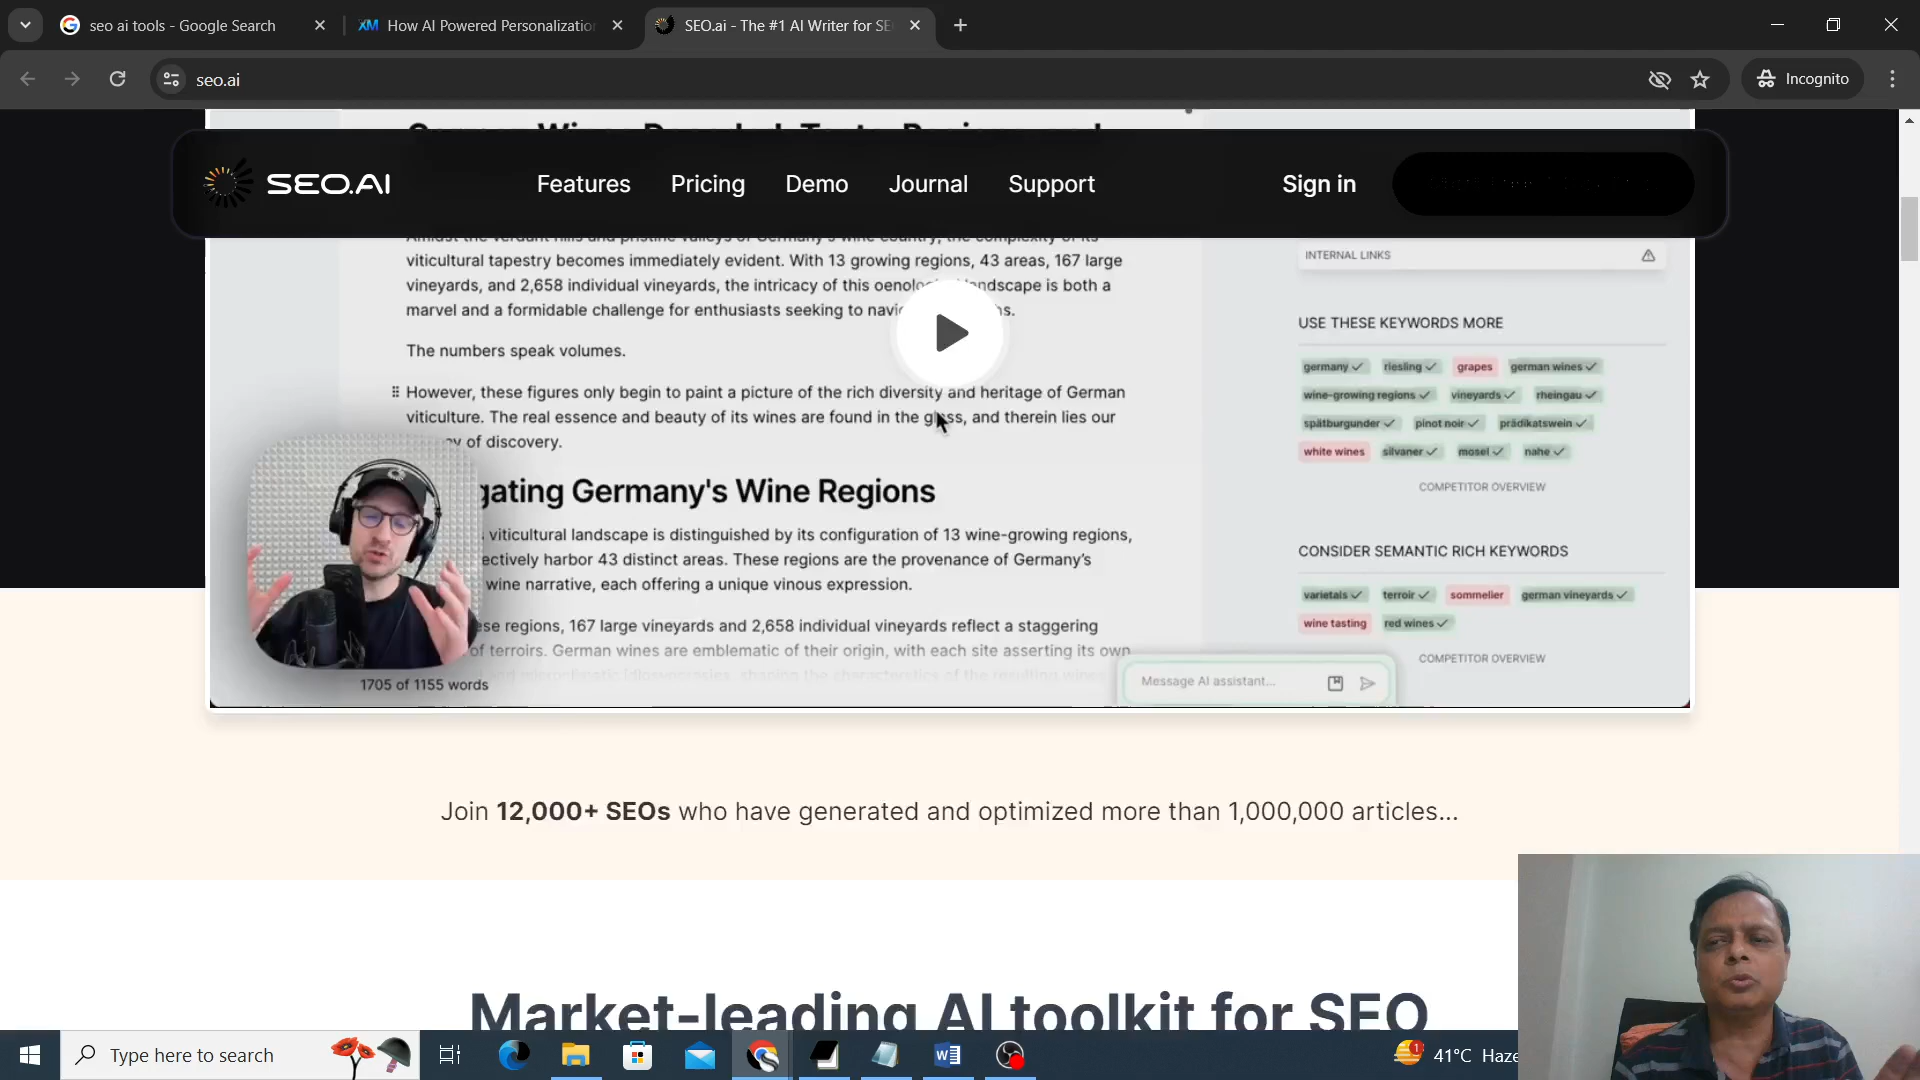 seo ai tools - Google Search
How AI Powered Personalization
SEO.ai - The #1 AI Writer for SE
seo.ai
Incognito
SEO.AI
Features
Pricing
Demo
Journal
Support
Sign in
viticultural tapestry becomes immediately evident. With 13 growing regions, 43 areas, 167 large
vineyards, and 2,658 individual vineyards, the intricacy of this landscape is both a
marvel and a formidable challenge for enthusiasts seeking to
The numbers speak volumes.
However, these figures only begin to paint a picture of the rich diversity and heritage of German
viticulture. The real essence and beauty of its wines are found in the glass, and therein lies our
of discovery.
gating Germany's Wine Regions
viticultural landscape is distinguished by its configuration of 13 wine-growing regions,
ectively harbor 43 distinct areas. These regions are the provenance of Germany's
wine narrative, each offering a unique vinous expression.
ese regions, 167 large vineyards and 2,658 individual vineyards reflect a staggering
of terroirs. German wines are emblematic of their origin, with each site asserting its own
1705 of 1155 words
INTERNAL LINKS
USE THESE KEYWORDS MORE
germany ✓ riesling ✓ grapes german wines ✓
wine-growing regions ✓ vineyards ✓ rheingau ✓
spätburgunder ✓ pinot noir ✓ prädikatswein ✓
white wines silvaner ✓ mosel ✓ nahe ✓
COMPETITOR OVERVIEW
CONSIDER SEMANTIC RICH KEYWORDS
varietals ✓ terroir ✓ sommelier german vineyards ✓
wine tasting red wines ✓
COMPETITOR OVERVIEW
Message AI assistant...
Join 12,000+ SEOs who have generated and optimized more than 1,000,000 articles...
Market-leading AI toolkit for SEO
Type here to search
1
41°C Haze